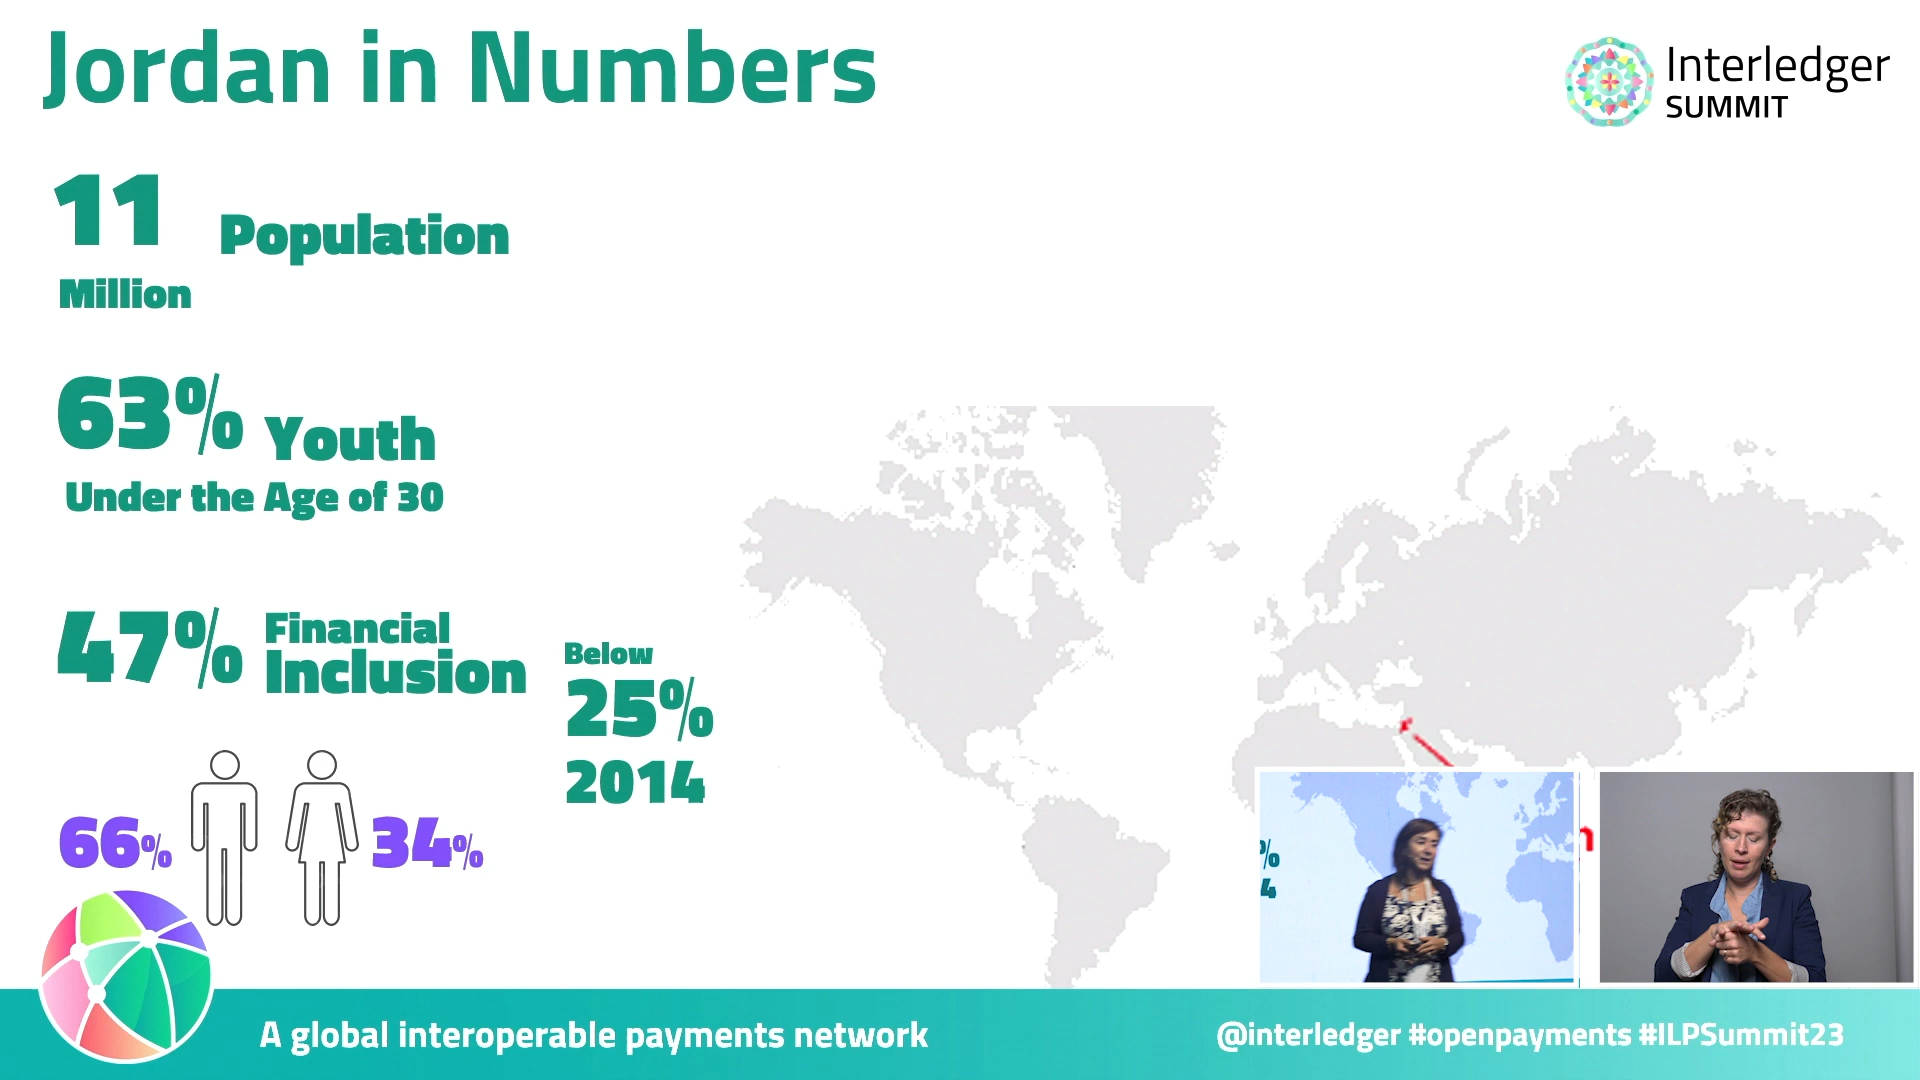 Jordan in Numbers
Interledger
SUMMIT
11
Population
Million
63% Youth
Under the Age of 30
47% Financial
Inclusion
Below
25%
2014
66%
34%
%
4
n
A global interoperable payments network
@interledger #openpayments #ILPSummit23